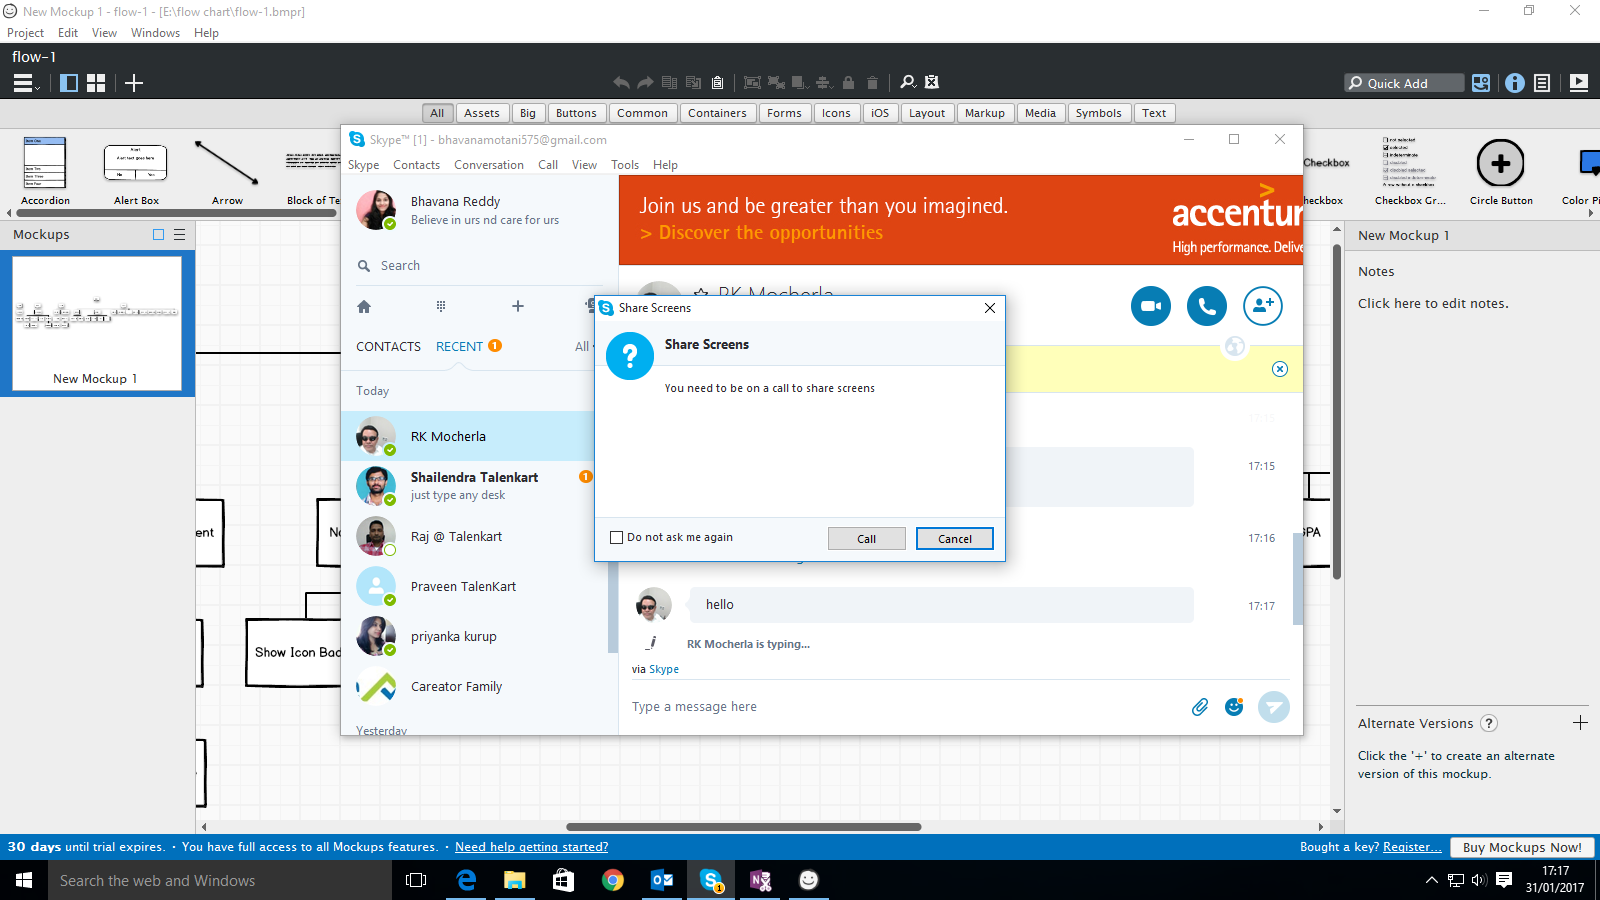 New Mockup 1 - flow-1 - [E:\flow chart\flow-1.bmpr]
Project Edit View Windows Help
flow-1
Quick Add
All Assets Big Buttons Common Containers Forms Icons iOS Layout Markup Media Symbols Text
Accordion
Alert Box
Arrow
Block of Te
Checkbox
heckbox
Checkbox Gr...
Circle Button
Color Pi
Mockups
New Mockup 1
Skype™ [1] - bhavanamotani575@gmail.com
Skype Contacts Conversation Call View Tools Help
Bhavana Reddy
Believe in urs nd care for urs
Search
CONTACTS RECENT 1 All
Today
RK Mocherla
Shailendra Talenkart 1
just type any desk
Raj @ Talenkart
Praveen TalenKart
priyanka kurup
Careator Family
Yesterday
Join us and be greater than you imagined.
> Discover the opportunities
>
accentur
High performance. Delive
RK Mocherla
Share Screens
Share Screens
You need to be on a call to share screens
Do not ask me again
Call
Cancel
17:15
17:16
hello
17:17
RK Mocherla is typing...
via Skype
Type a message here
ent
No
Show Icon Bad
GPA
New Mockup 1
Notes
Click here to edit notes.
Alternate Versions ?
Click the '+' to create an alternate
version of this mockup.
30 days until trial expires. · You have full access to all Mockups features. · Need help getting started?
Bought a key? Register... Buy Mockups Now!
Search the web and Windows
17:17
31/01/2017